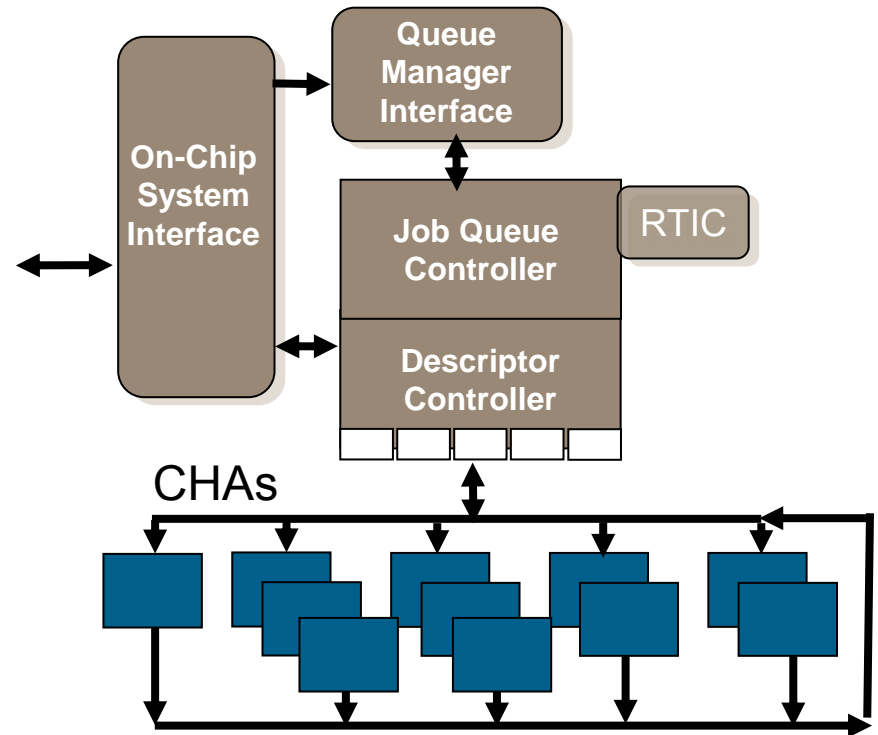 Queue
Manager
Interface
On-Chip
System
Interface
Job Queue
Controller
RTIC
Descriptor
Controller
CHAs